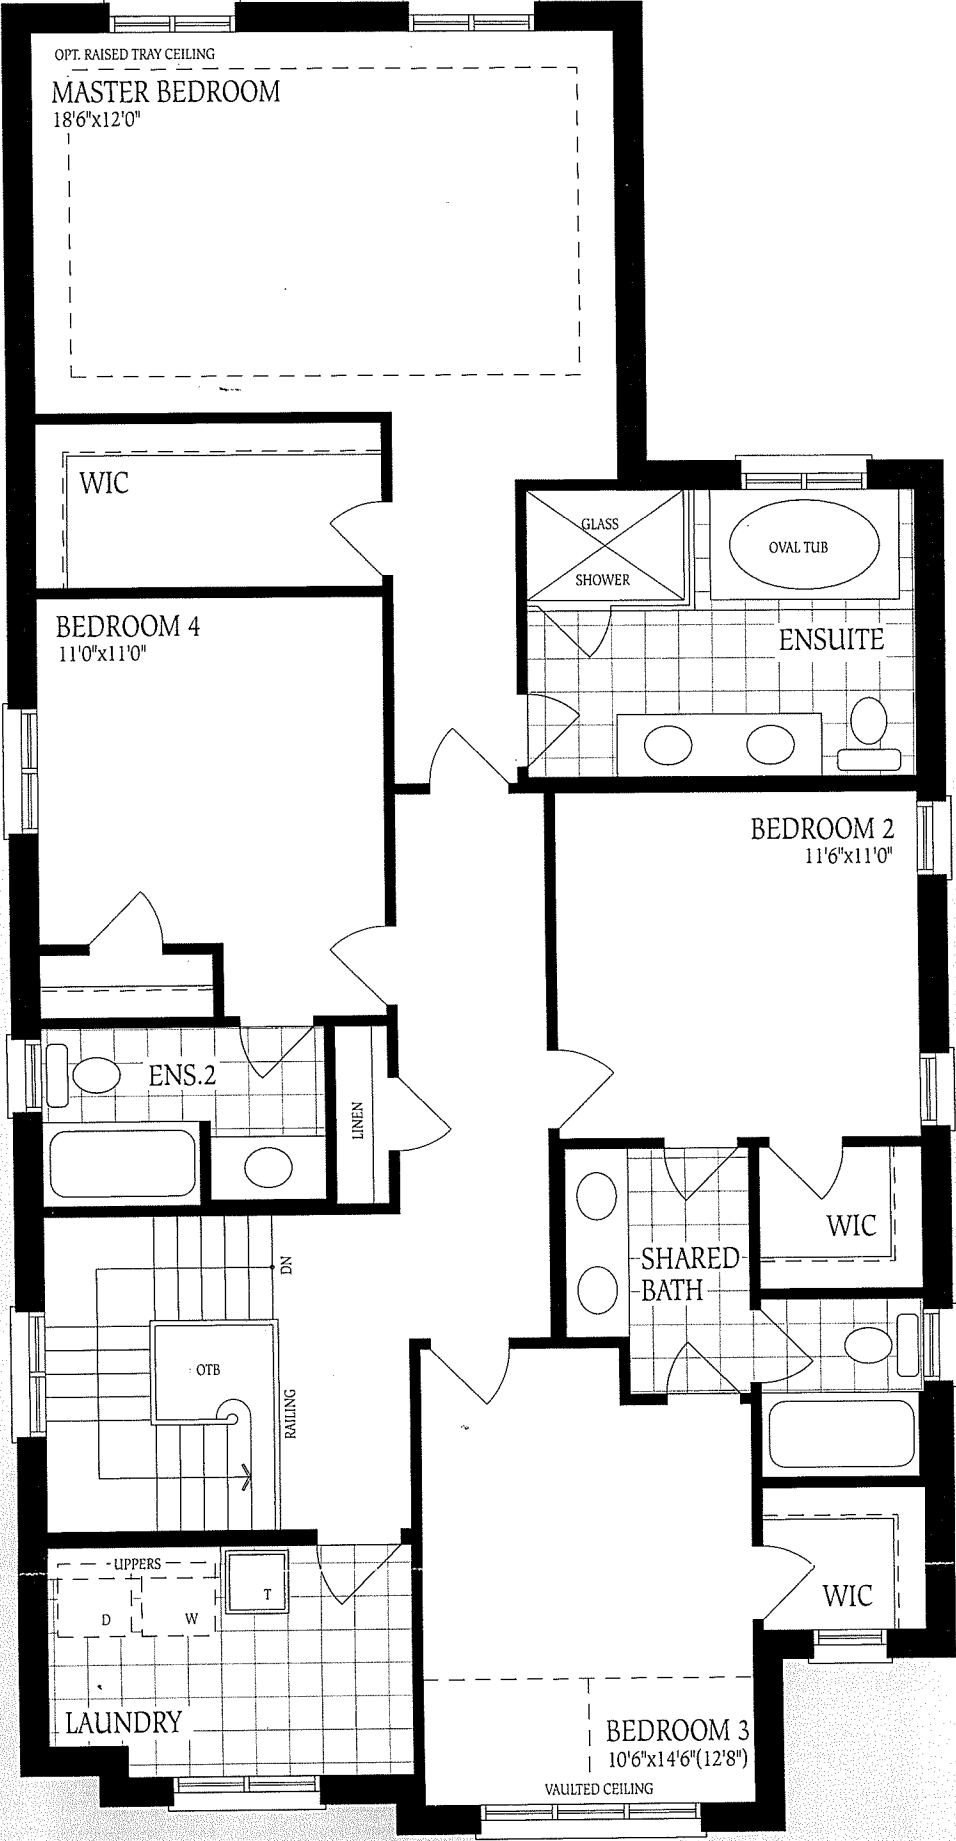 OPT. RAISED TRAY CEILING
MASTER BEDROOM
18'6"x12'0"
WIC
GLASS
SHOWER
OVAL TUB
ENSUITE
BEDROOM 4
11'0"x11'0"
BEDROOM 2
11'6"x11'0"
ENS.2
LINEN
WIC
SHARED
BATH
DN
OTB
RAILING
UPPERS
D
W
T
LAUNDRY
WIC
BEDROOM 3
10'6"x14'6"(12'8")
VAULTED CEILING